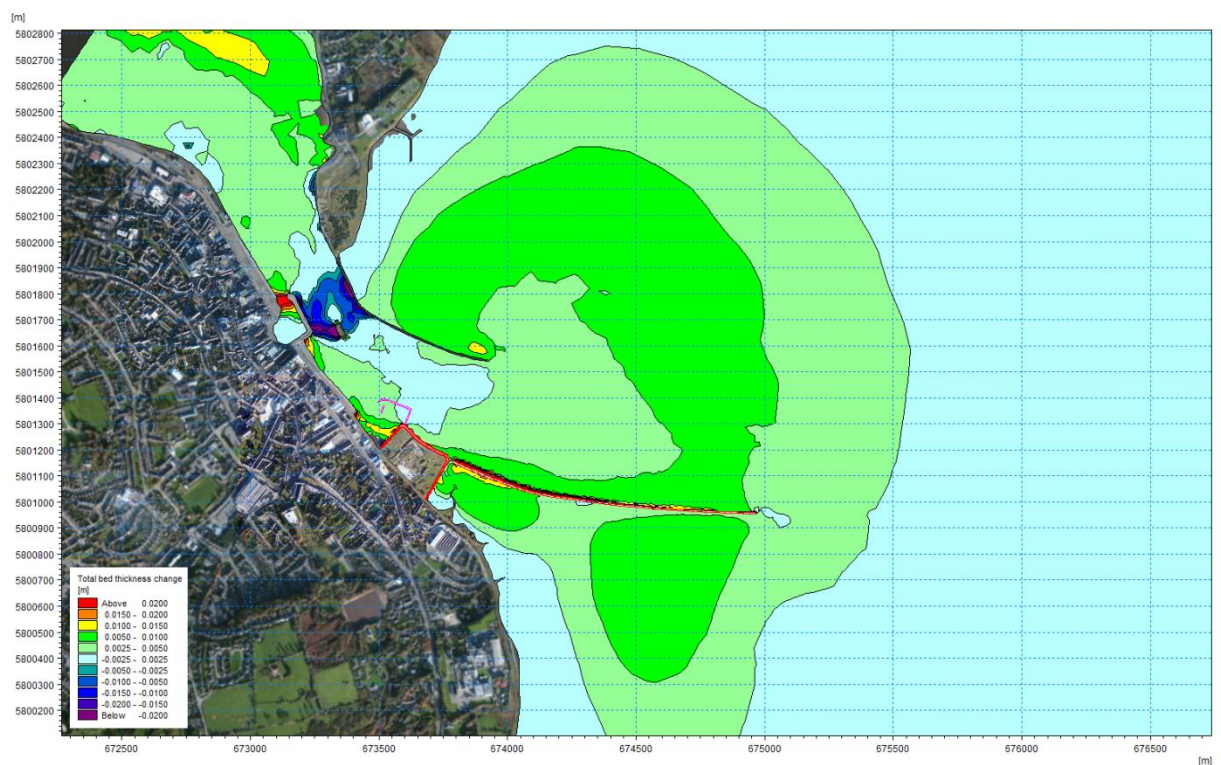 [m]
5802800
5802700
5802600
5802500
5802400
5802300
5802200
5802100
5802000
5801900
5801800
5801700
5801600
5801500
5801400
5801300
5801200
5801100
5801000
5800900
5800800
5800700
5800600
5800500
5800400
5800300
5800200
Total bed thickness change
[m]
Above 0.0200
0.0150 - 0.0200
0.0100 - 0.0150
0.0050 - 0.0100
0.0025 - 0.0050
-0.0025 - 0.0025
-0.0050 - -0.0025
-0.0100 - -0.0050
-0.0150 - -0.0100
-0.0200 - -0.0150
Below -0.0200
672500 673000 673500 674000 674500 675000 675500 676000 676500
[m]